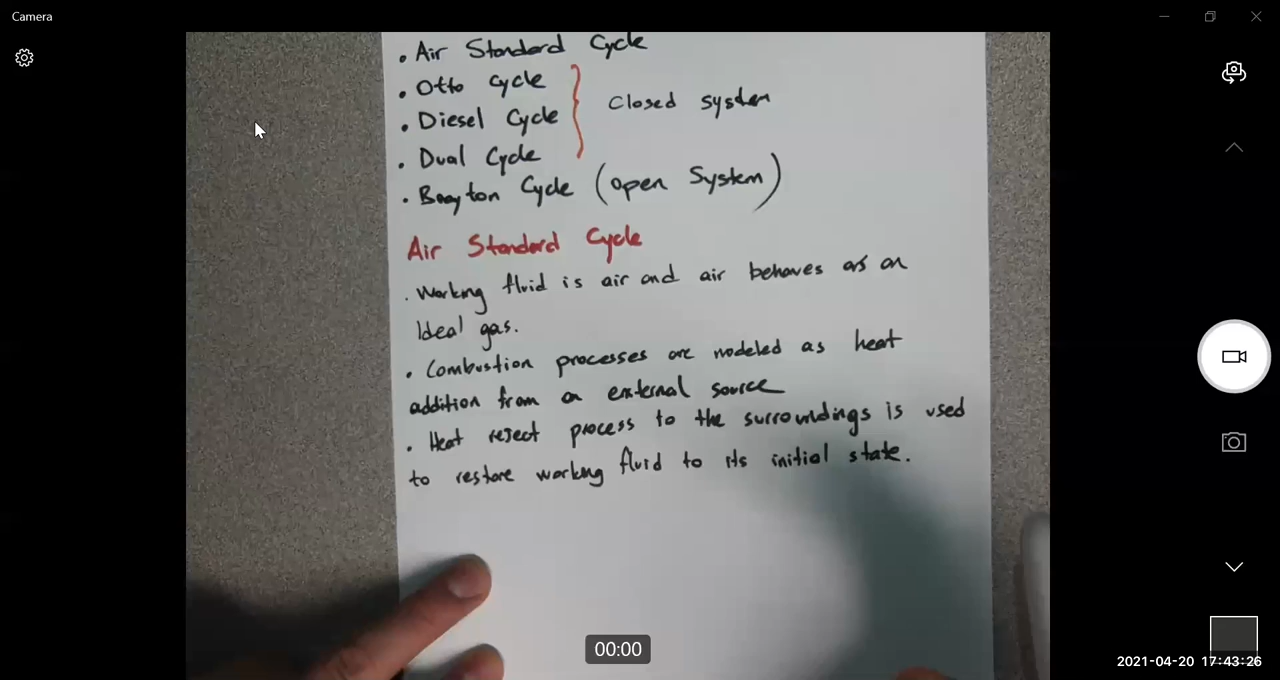 Camera
• Air Standard Cycle
• Otto cycle
• Diesel Cycle
Closed system
• Dual Cycle
• Brayton Cycle (open System)
Air Standard Cycle
. Working fluid is air and air behaves as an
Ideal gas.
• Combustion processes are modeled as heat
addition from an external source
• Heat reject process to the surroundings is used
to restore working fluid to its initial state.
00:00
2021-04-20 17:43:26